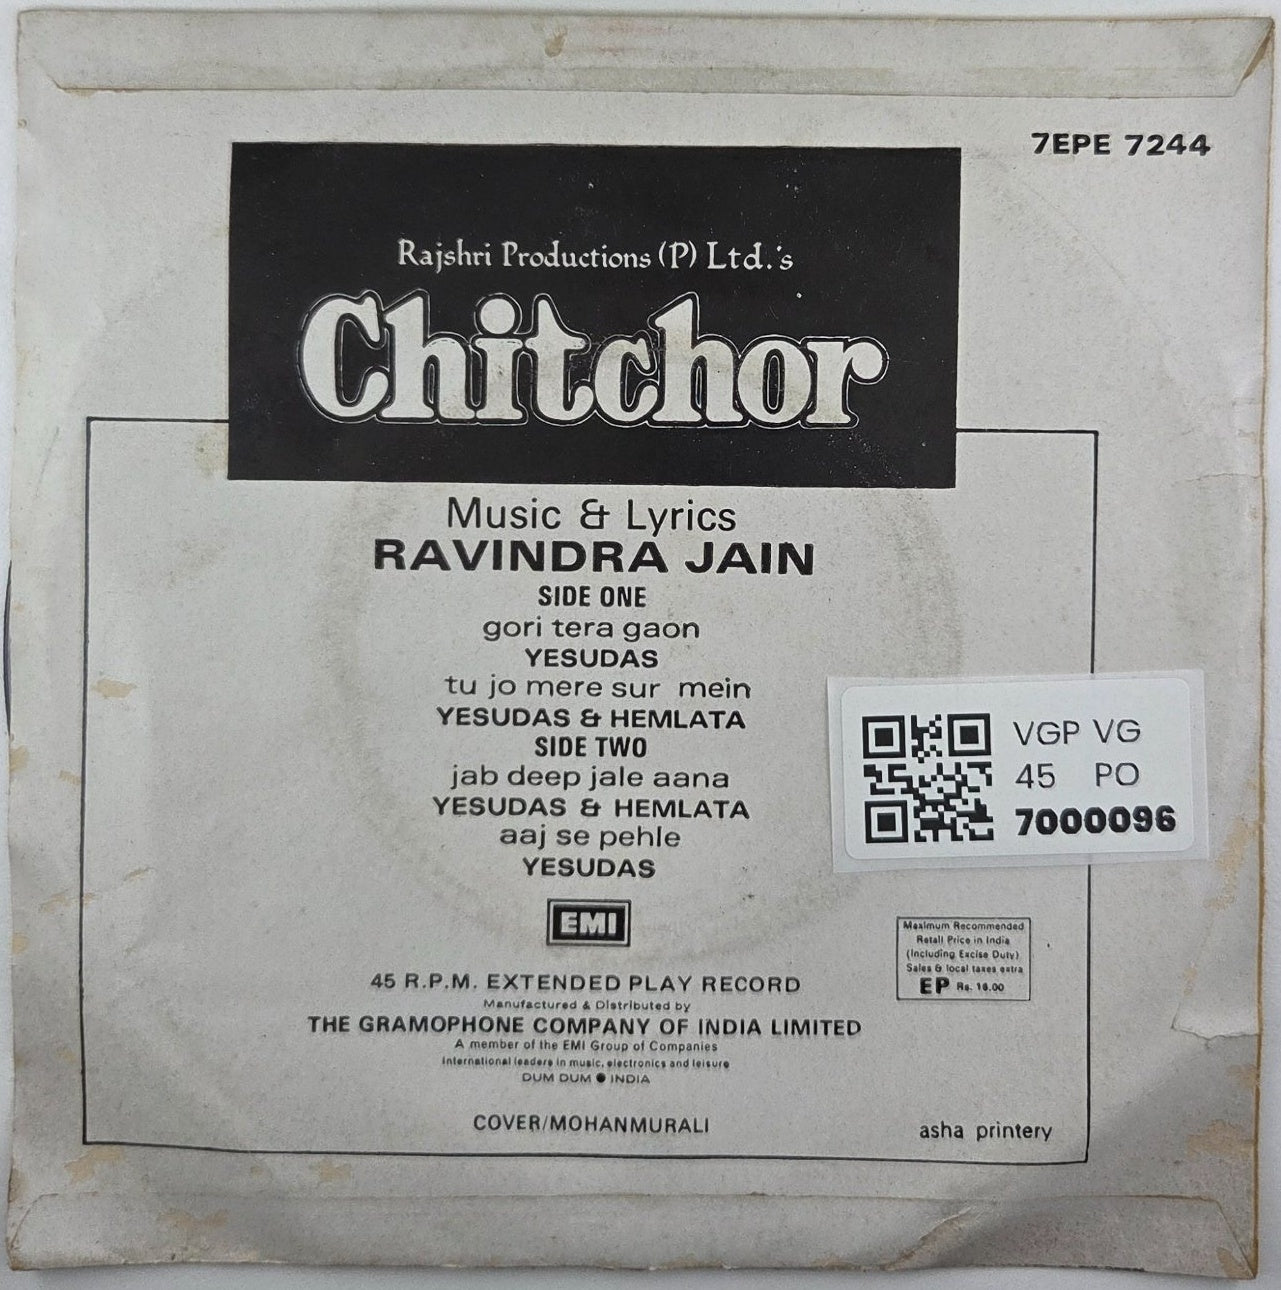 7EPE 7244
Rajshri Productions (P) Ltd.'s
Chitchor
Music & Lyrics
RAVINDRA JAIN
SIDE ONE
gori tera gaon
YESUDAS
tu jo mere sur mein
YESUDAS & HEMLATA
SIDE TWO
jab deep jale aana
YESUDAS & HEMLATA
aaj se pehle
YESUDAS
VGP VG
45 PO
7000096
EMI
Maximum Recommended
Retail Price in India
(Including Excise Duty)
Sales & local taxes extra
EP Rs. 16.00
45 R.P.M. EXTENDED PLAY RECORD
Manufactured & Distributed by
THE GRAMOPHONE COMPANY OF INDIA LIMITED
A member of the EMI Group of Companies
International leaders in music, electronics and leisure
DUM DUM ● INDIA
COVER/MOHANMURALI
asha printery